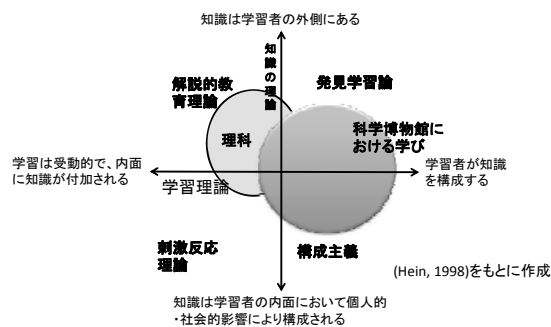 知識は学習者の外側にある
知識の理論
解説的教
育理論
発見学習論
理科
科学博物館に
おける学び
学習は受動的で、内面
に知識が付加される
学習理論
学習者が知識
を構成する
刺激反応
理論
構成主義
(Hein, 1998)をもとに作成
知識は学習者の内面において個人的
・社会的影響により構成される